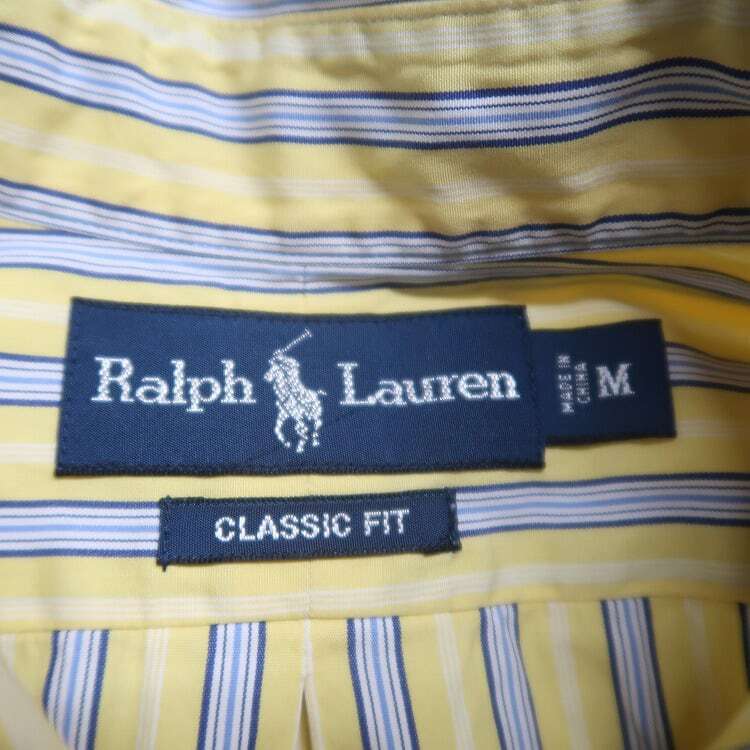 Ralph Lauren
MADE IN
CHINA
M
CLASSIC FIT